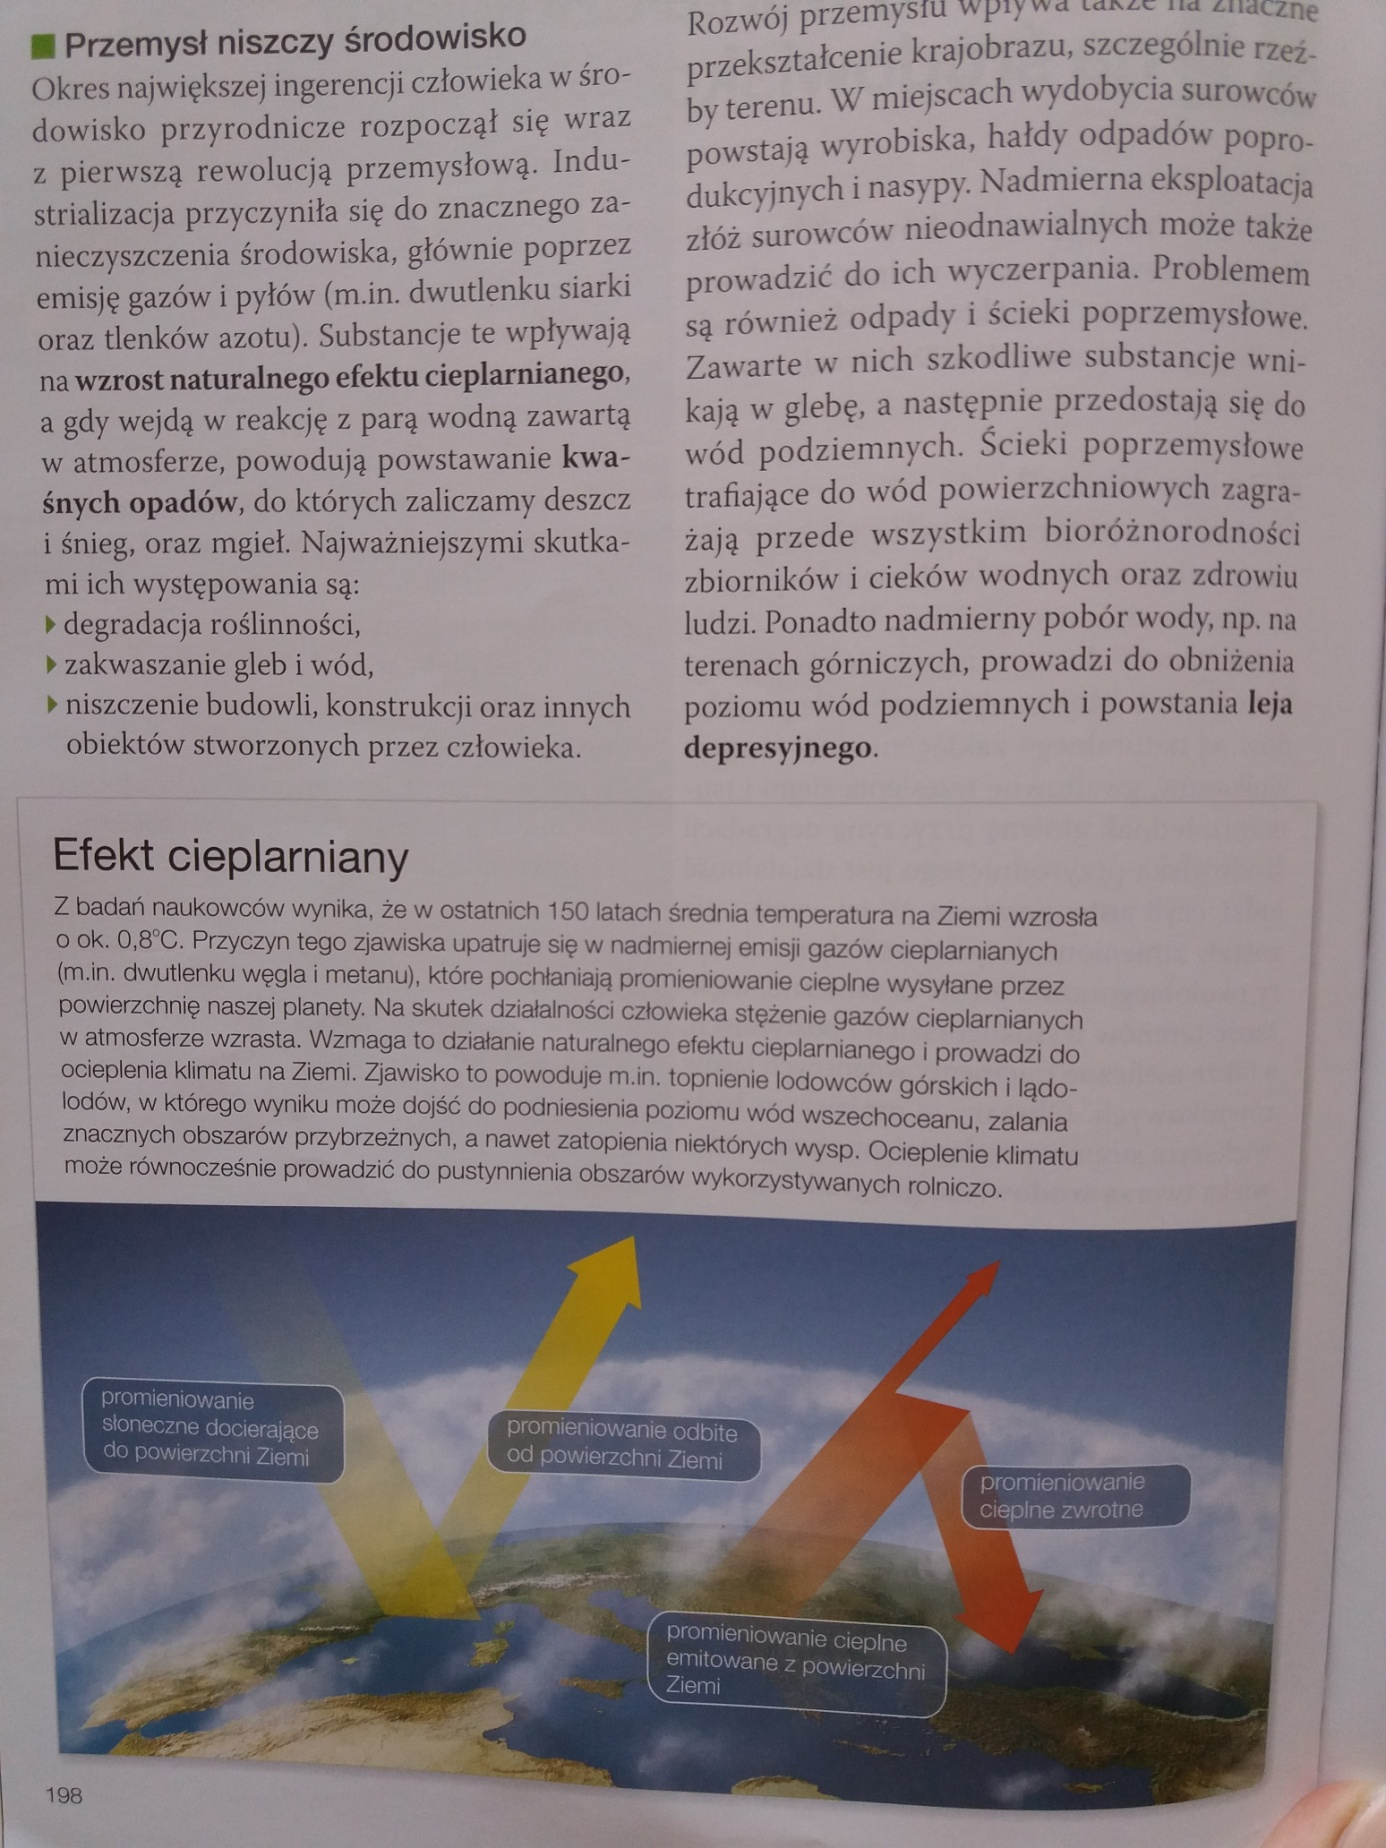 Przemysł niszczy środowisko
Okres największej ingerencji człowieka w śro-
dowisko przyrodnicze rozpoczął się wraz
z pierwszą rewolucją przemysłową. Indu-
strializacja przyczyniła się do znacznego za-
nieczyszczenia środowiska, głównie poprzez
emisję gazów i pyłów (m.in. dwutlenku siarki
oraz tlenków azotu). Substancje te wpływają
na wzrost naturalnego efektu cieplarnianego,
a gdy wejdą w reakcję z parą wodną zawartą
w atmosferze, powodują powstawanie kwa-
śnych opadów, do których zaliczamy deszcz
i śnieg, oraz mgieł. Najważniejszymi skutka-
mi ich występowania są:
degradacja roślinności,
zakwaszanie gleb i wód,
niszczenie budowli, konstrukcji oraz innych
obiektów stworzonych przez człowieka.
Rozwój przemysłu wpływa także na znaczne
przekształcenie krajobrazu, szczególnie rzeź-
by terenu. W miejscach wydobycia surowców
powstają wyrobiska, hałdy odpadów popro-
dukcyjnych i nasypy. Nadmierna eksploatacja
złóż surowców nieodnawialnych może także
prowadzić do ich wyczerpania. Problemem
są również odpady i ścieki poprzemysłowe.
Zawarte w nich szkodliwe substancje wni-
kają w glebę, a następnie przedostają się do
wód podziemnych. Ścieki poprzemysłowe
trafiające do wód powierzchniowych zagra-
żają przede wszystkim bioróżnorodności
zbiorników i cieków wodnych oraz zdrowiu
ludzi. Ponadto nadmierny pobór wody, np. na
terenach górniczych, prowadzi do obniżenia
poziomu wód podziemnych i powstania leja
depresyjnego.
Efekt cieplarniany
Z badań naukowców wynika, że w ostatnich 150 latach średnia temperatura na Ziemi wzrosła
o ok. 0,8°C. Przyczyn tego zjawiska upatruje się w nadmiernej emisji gazów cieplarnianych
(m.in. dwutlenku węgla i metanu), które pochłaniają promieniowanie cieplne wysyłane przez
powierzchnię naszej planety. Na skutek działalności człowieka stężenie gazów cieplarnianych
w atmosferze wzrasta. Wzmaga to działanie naturalnego efektu cieplarnianego i prowadzi do
ocieplenia klimatu na Ziemi. Zjawisko to powoduje m.in. topnienie lodowców górskich i lądo-
lodów, w którego wyniku może dojść do podniesienia poziomu wód wszechoceanu, zalania
znacznych obszarów przybrzeżnych, a nawet zatopienia niektórych wysp. Ocieplenie klimatu
może równocześnie prowadzić do pustynnienia obszarów wykorzystywanych rolniczo.
promieniowanie
słoneczne docierające
do powierzchni Ziemi
promieniowanie odbite
od powierzchni Ziemi
promieniowanie
cieplne zwrotne
promieniowanie cieplne
emitowane z powierzchni
Ziemi
198